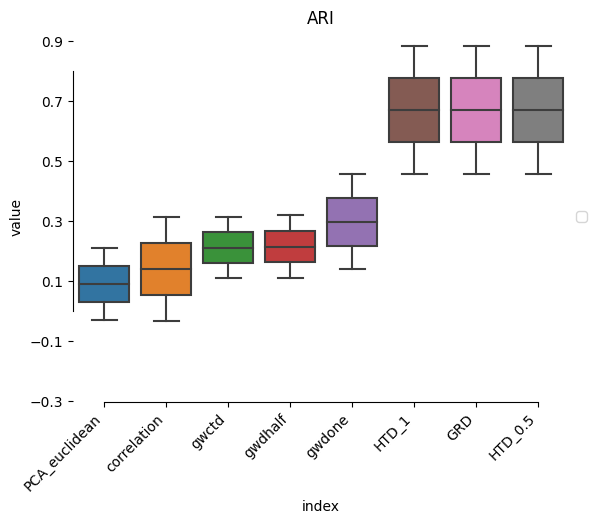 ARI
0.9
0.7
0.5
0.3
0.1
−0.1
−0.3
value
PCA_euclidean
correlation
gwctd
gwdhalf
gwdone
HTD_1
GRD
HTD_0.5
index